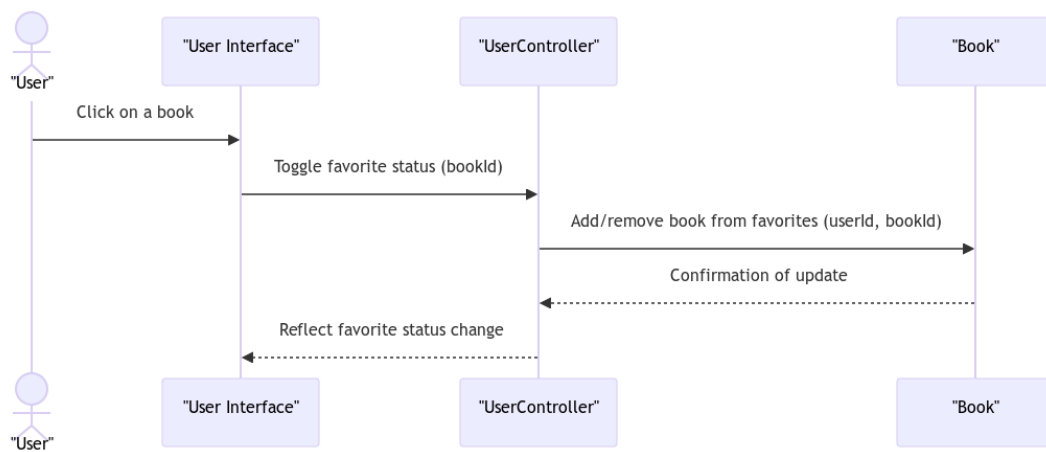 "User"
"User Interface"
"UserController"
"Book"
Click on a book
Toggle favorite status (bookId)
Add/remove book from favorites (userId, bookId)
Confirmation of update
Reflect favorite status change
"User"
"User Interface"
"UserController"
"Book"